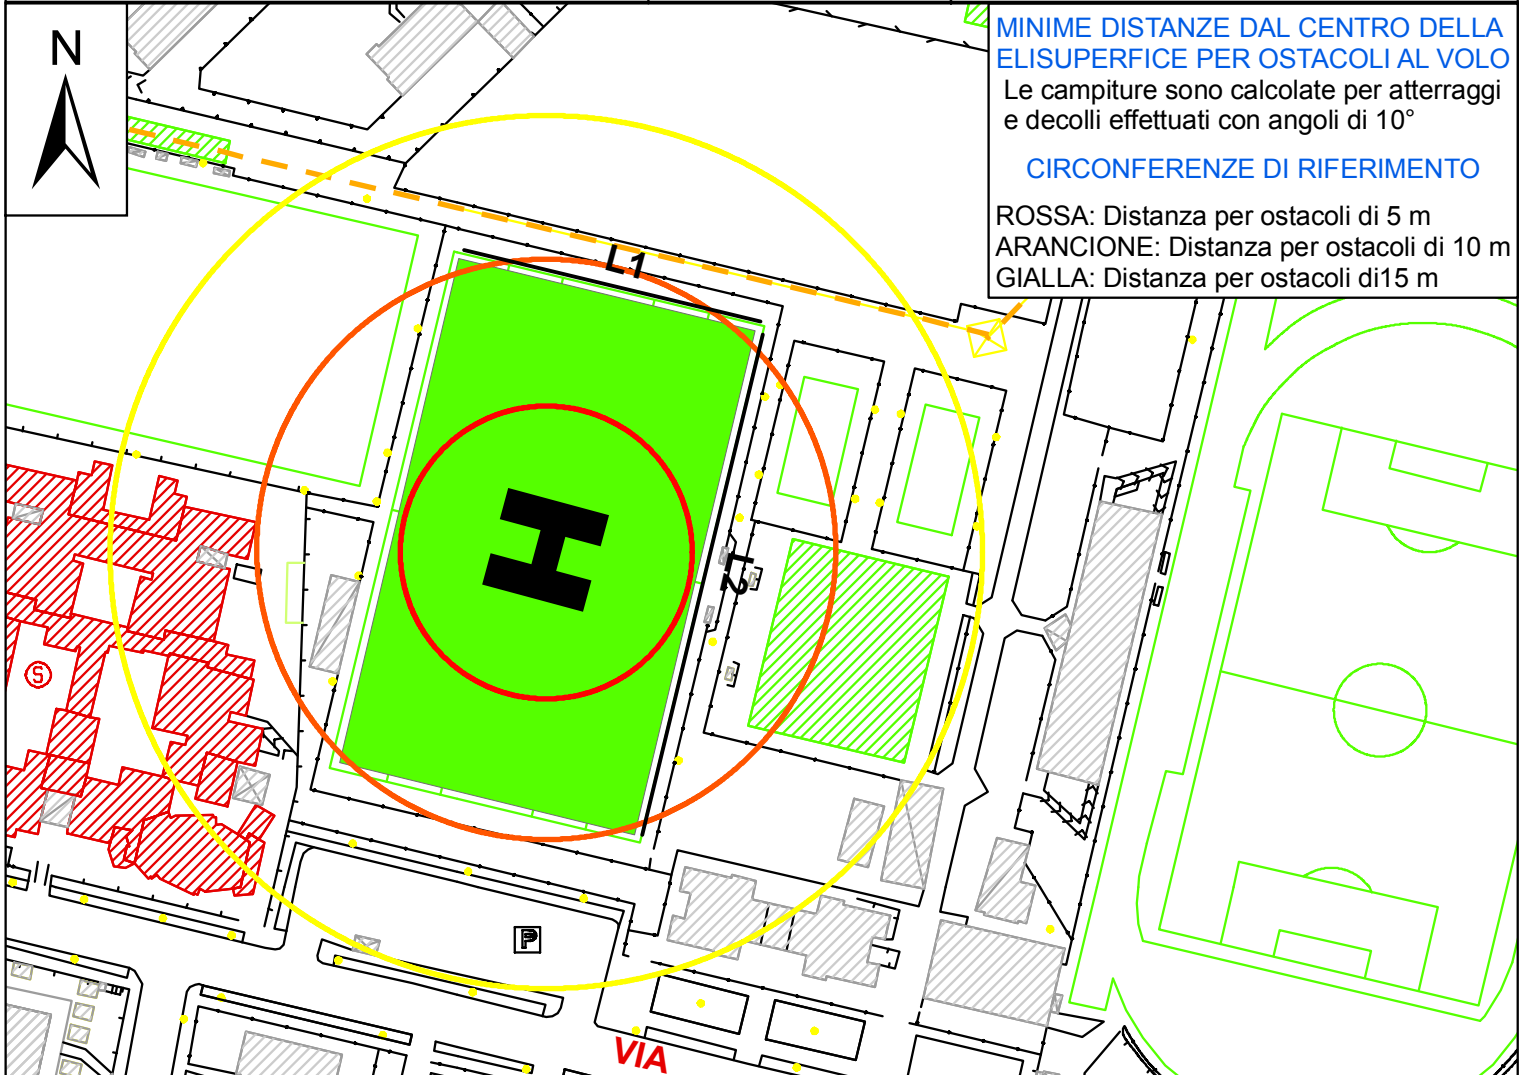 N
MINIME DISTANZE DAL CENTRO DELLA
ELISUPERFICE PER OSTACOLI AL VOLO
Le campiture sono calcolate per atterraggi
e decolli effettuati con angoli di 10°
CIRCONFERENZE DI RIFERIMENTO
ROSSA: Distanza per ostacoli di 5 m
ARANCIONE: Distanza per ostacoli di 10 m
GIALLA: Distanza per ostacoli di15 m
L1
H
L2
S
P
VIA